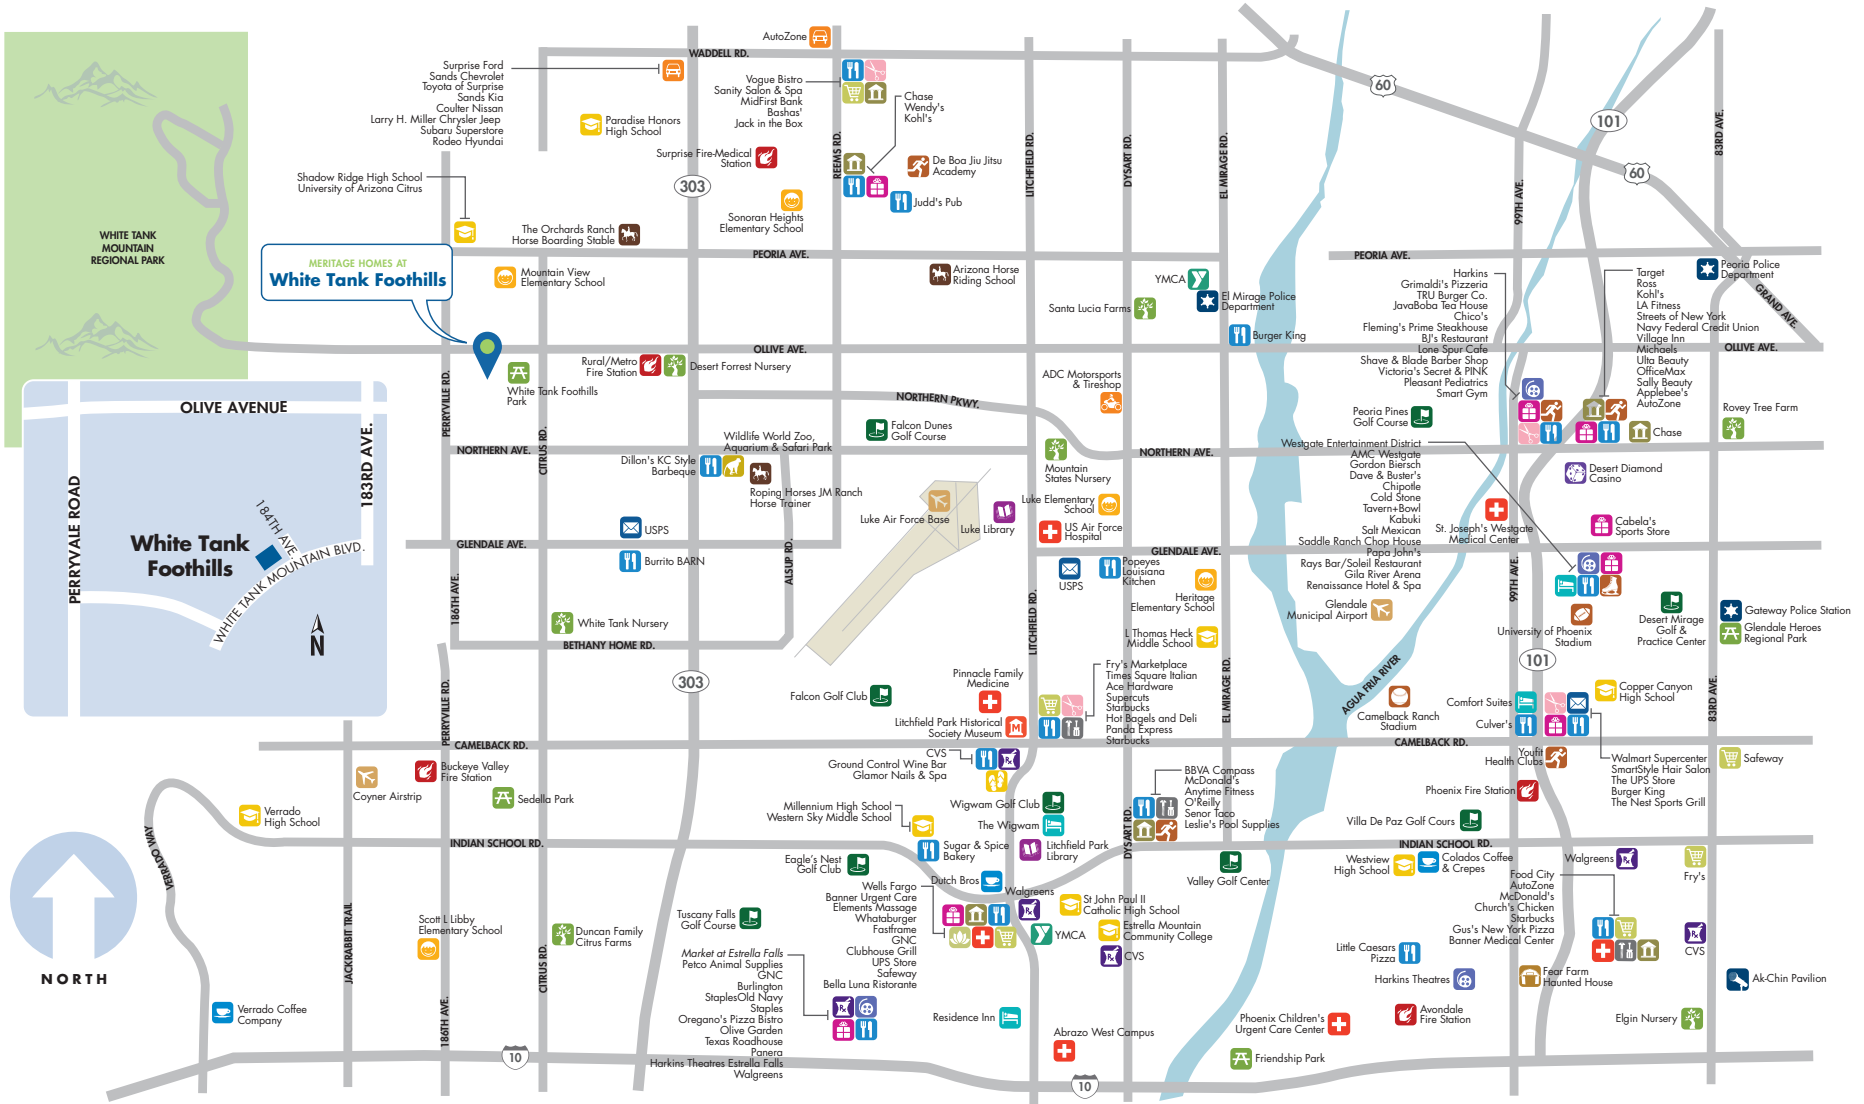 AutoZone
WADDELL RD.
Surprise Ford
Sands Chevrolet
Toyota of Surprise
Sands Kia
Coulter Nissan
Larry H. Miller Chrysler Jeep
Subaru Superstore
Rodeo Hyundai
Vogue Bistro
Sanity Salon & Spa
MidFirst Bank
Bashas'
Jack in the Box
Chase
Wendy's
Kohl's
60
101
60
83RD AVE.
Paradise Honors
High School
Surprise Fire-Medical
Station
REEMS RD.
De Boa Jiu Jitsu
Academy
LITCHFIELD RD.
DYSART RD.
EL MIRAGE RD.
99TH AVE.
Shadow Ridge High School
University of Arizona Citrus
303
Judd's Pub
Sonoran Heights
Elementary School
The Orchards Ranch
Horse Boarding Stable
WHITE TANK
MOUNTAIN
REGIONAL PARK
PEORIA AVE.
PEORIA AVE.
MERITAGE HOMES AT
White Tank Foothills
Mountain View
Elementary School
Arizona Horse
Riding School
YMCA
El Mirage Police
Department
Santa Lucia Farms
Burger King
Harkins
Grimaldi's Pizzeria
TRU Burger Co.
JavaBoba Tea House
Chico's
Fleming's Prime Steakhouse
BJ's Restaurant
Lone Spur Cafe
Shave & Blade Barber Shop
Victoria's Secret & PINK
Pleasant Pediatrics
Smart Gym
Target
Ross
Kohl's
LA Fitness
Streets of New York
Navy Federal Credit Union
Village Inn
Michaels
Ulta Beauty
OfficeMax
Sally Beauty
Applebee's
AutoZone
Peoria Police
Department
GRAND AVE.
OLLIVE AVE.
OLLIVE AVE.
Rural/Metro
Fire Station
Desert Forrest Nursery
White Tank Foothills
Park
PERRYVILLE RD.
ADC Motorsports
& Tireshop
NORTHERN PKWY.
Falcon Dunes
Golf Course
Peoria Pines
Golf Course
Chase
Rovey Tree Farm
OLIVE AVENUE
183RD AVE.
PERRYVALE ROAD
184TH AVE.
WHITE TANK MOUNTAIN BLVD.
White Tank
Foothills
N
NORTHERN AVE.
CITRUS RD.
Wildlife World Zoo,
Aquarium & Safari Park
Dillon's KC Style
Barbeque
Roping Horses JM Ranch
Horse Trainer
NORTHERN AVE.
Mountain
States Nursery
Westgate Entertainment District
AMC Westgate
Gordon Biersch
Dave & Buster's
Chipotle
Cold Stone
Tavern+Bowl
Kabuki
Salt Mexican
Saddle Ranch Chop House
Papa John's
Rays Bar/Soleil Restaurant
Gila River Arena
Renaissance Hotel & Spa
Desert Diamond
Casino
Luke Air Force Base
Luke Library
Luke Elementary
School
US Air Force
Hospital
St. Joseph's Westgate
Medical Center
Cabela's
Sports Store
USPS
GLENDALE AVE.
GLENDALE AVE.
Burrito BARN
ALSUP RD.
186TH AVE.
USPS
Popeyes
Louisiana
Kitchen
Heritage
Elementary School
LITCHFIELD RD.
99TH AVE.
Glendale
Municipal Airport
University of Phoenix
Stadium
Desert Mirage
Golf &
Practice Center
Gateway Police Station
Glendale Heroes
Regional Park
White Tank Nursery
BETHANY HOME RD.
L Thomas Heck
Middle School
303
101
Falcon Golf Club
Pinnacle Family
Medicine
Litchfield Park Historical
Society Museum
Fry's Marketplace
Times Square Italian
Ace Hardware
Supercuts
Starbucks
Hot Bagels and Deli
Panda Express
Starbucks
EL MIRAGE RD.
AGUA FRIA RIVER
Camelback Ranch
Stadium
Comfort Suites
Culver's
Copper Canyon
High School
83RD AVE.
PERRYVILLE RD.
CAMELBACK RD.
CAMELBACK RD.
CVS
Ground Control Wine Bar
Glamor Nails & Spa
Youfit
Health Clubs
Walmart Supercenter
SmartStyle Hair Salon
The UPS Store
Burger King
The Nest Sports Grill
Safeway
Buckeye Valley
Fire Station
Coyner Airstrip
Sedella Park
BBVA Compass
McDonald's
Anytime Fitness
O'Reilly
Senor Taco
Leslie's Pool Supplies
DYSART RD.
Phoenix Fire Station
Verrado
High School
VERRADO WAY
Millennium High School
Western Sky Middle School
Wigwam Golf Club
The Wigwam
Villa De Paz Golf Cours
INDIAN SCHOOL RD.
INDIAN SCHOOL RD.
Sugar & Spice
Bakery
Litchfield Park
Library
Eagle's Nest
Golf Club
Valley Golf Center
Westview
High School
Colados Coffee
& Crepes
Walgreens
Fry's
Dutch Bros
Walgreens
Wells Fargo
Banner Urgent Care
Elements Massage
Whataburger
Fastframe
GNC
Clubhouse Grill
UPS Store
Safeway
Bella Luna Ristorante
St John Paul II
Catholic High School
Estrella Mountain
Community College
YMCA
CVS
Food City
AutoZone
McDonald's
Church's Chicken
Starbucks
Gus's New York Pizza
Banner Medical Center
CVS
Tuscany Falls
Golf Course
Scott L Libby
Elementary School
Duncan Family
Citrus Farms
JACKRABBIT TRAIL
CITRUS RD.
NORTH
Market at Estrella Falls
Petco Animal Supplies
GNC
Burlington
StaplesOld Navy
Staples
Oregano's Pizza Bistro
Olive Garden
Texas Roadhouse
Panera
Harkins Theatres Estrella Falls
Walgreens
Little Caesars
Pizza
Harkins Theatres
Fear Farm
Haunted House
Ak-Chin Pavilion
Verrado Coffee
Company
186TH AVE.
Residence Inn
Abrazo West Campus
Phoenix Children's
Urgent Care Center
Avondale
Fire Station
Elgin Nursery
Friendship Park
10
10